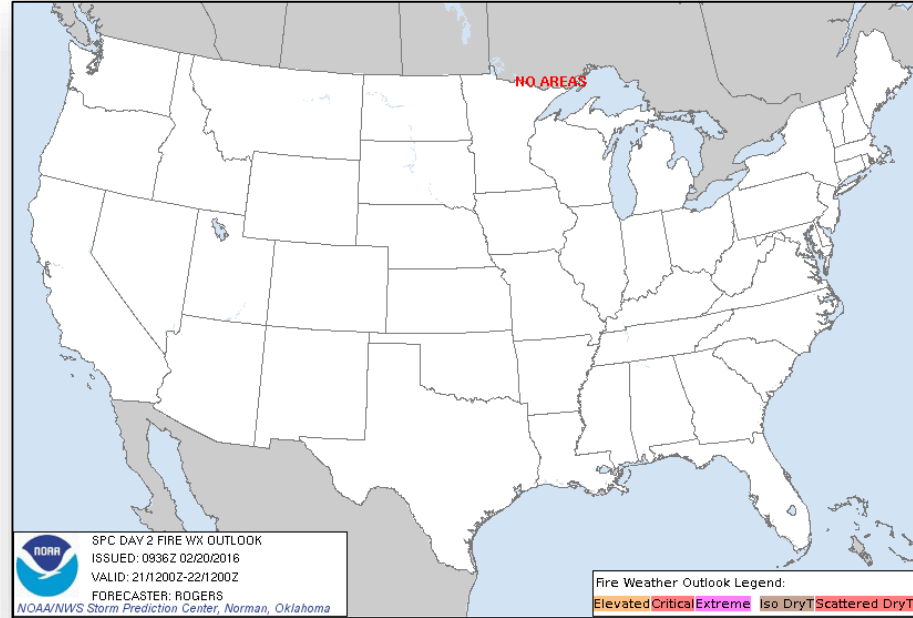 NO AREAS
SPC DAY 2 FIRE WX OUTLOOK
ISSUED: 0936Z 02/20/2016
VALID: 21/1200Z-22/1200Z
FORECASTER: ROGERS
NOAA/NWS Storm Prediction Center, Norman, Oklahoma
NOAA
Fire Weather Outlook Legend:
Elevated Critical Extreme Iso DryT Scattered DryT